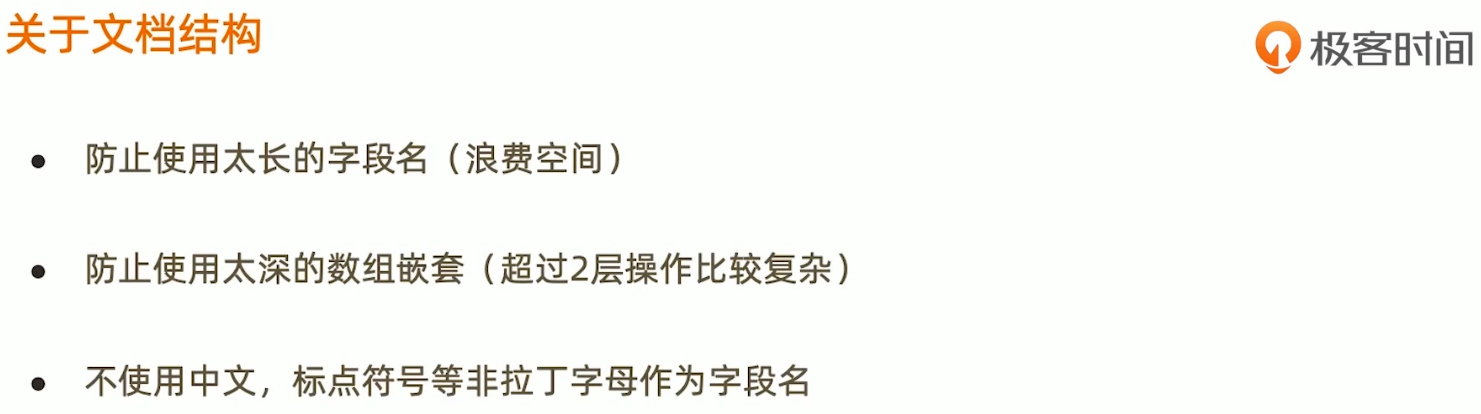 关于文档结构
极客时间
• 防止使用太长的字段名（浪费空间）
• 防止使用太深的数组嵌套（超过2层操作比较复杂）
• 不使用中文，标点符号等非拉丁字母作为字段名